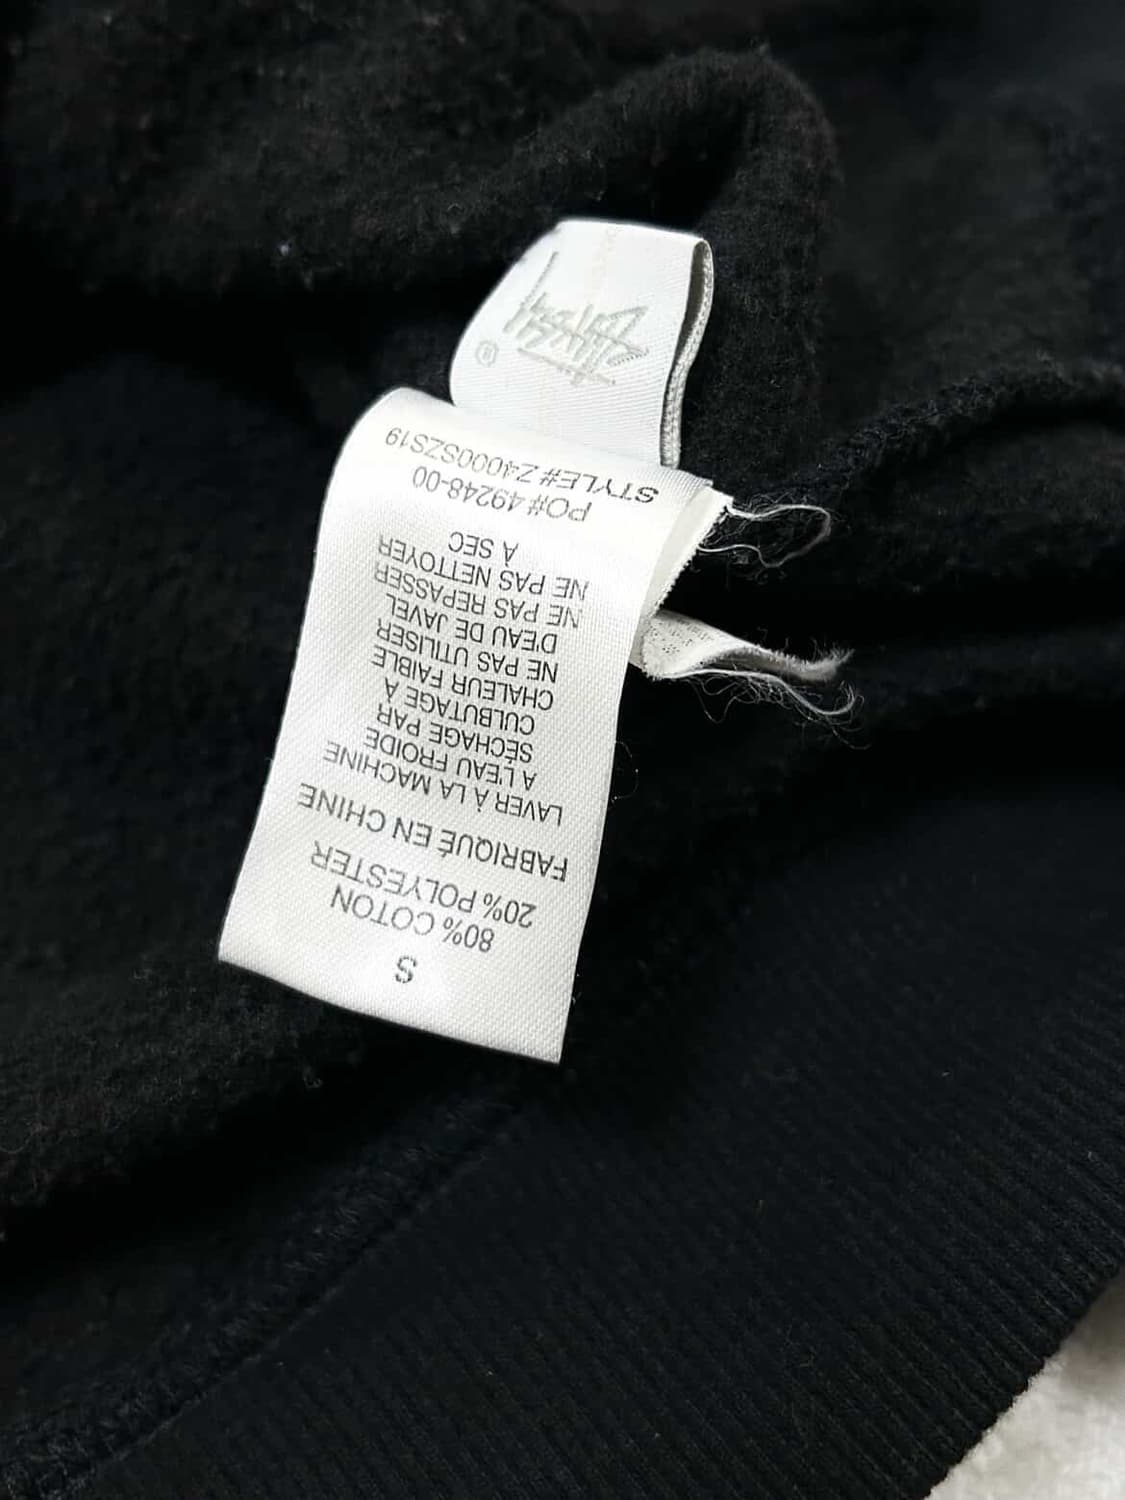 S
80% COTON
20% POLYESTER
FABRIQUÉ EN CHINE
LAVER À LA MACHINE
A L'EAU FROIDE
SÉCHAGE PAR
CULBUTAGE À
CHALEUR FAIBLE
NE PAS UTILISER
D'EAU DE JAVEL
NE PAS REPASSER
NE PAS NETTOYER
À SEC
PO# 49248-00
STYLE# Z4000SZS19
Stüssy
®